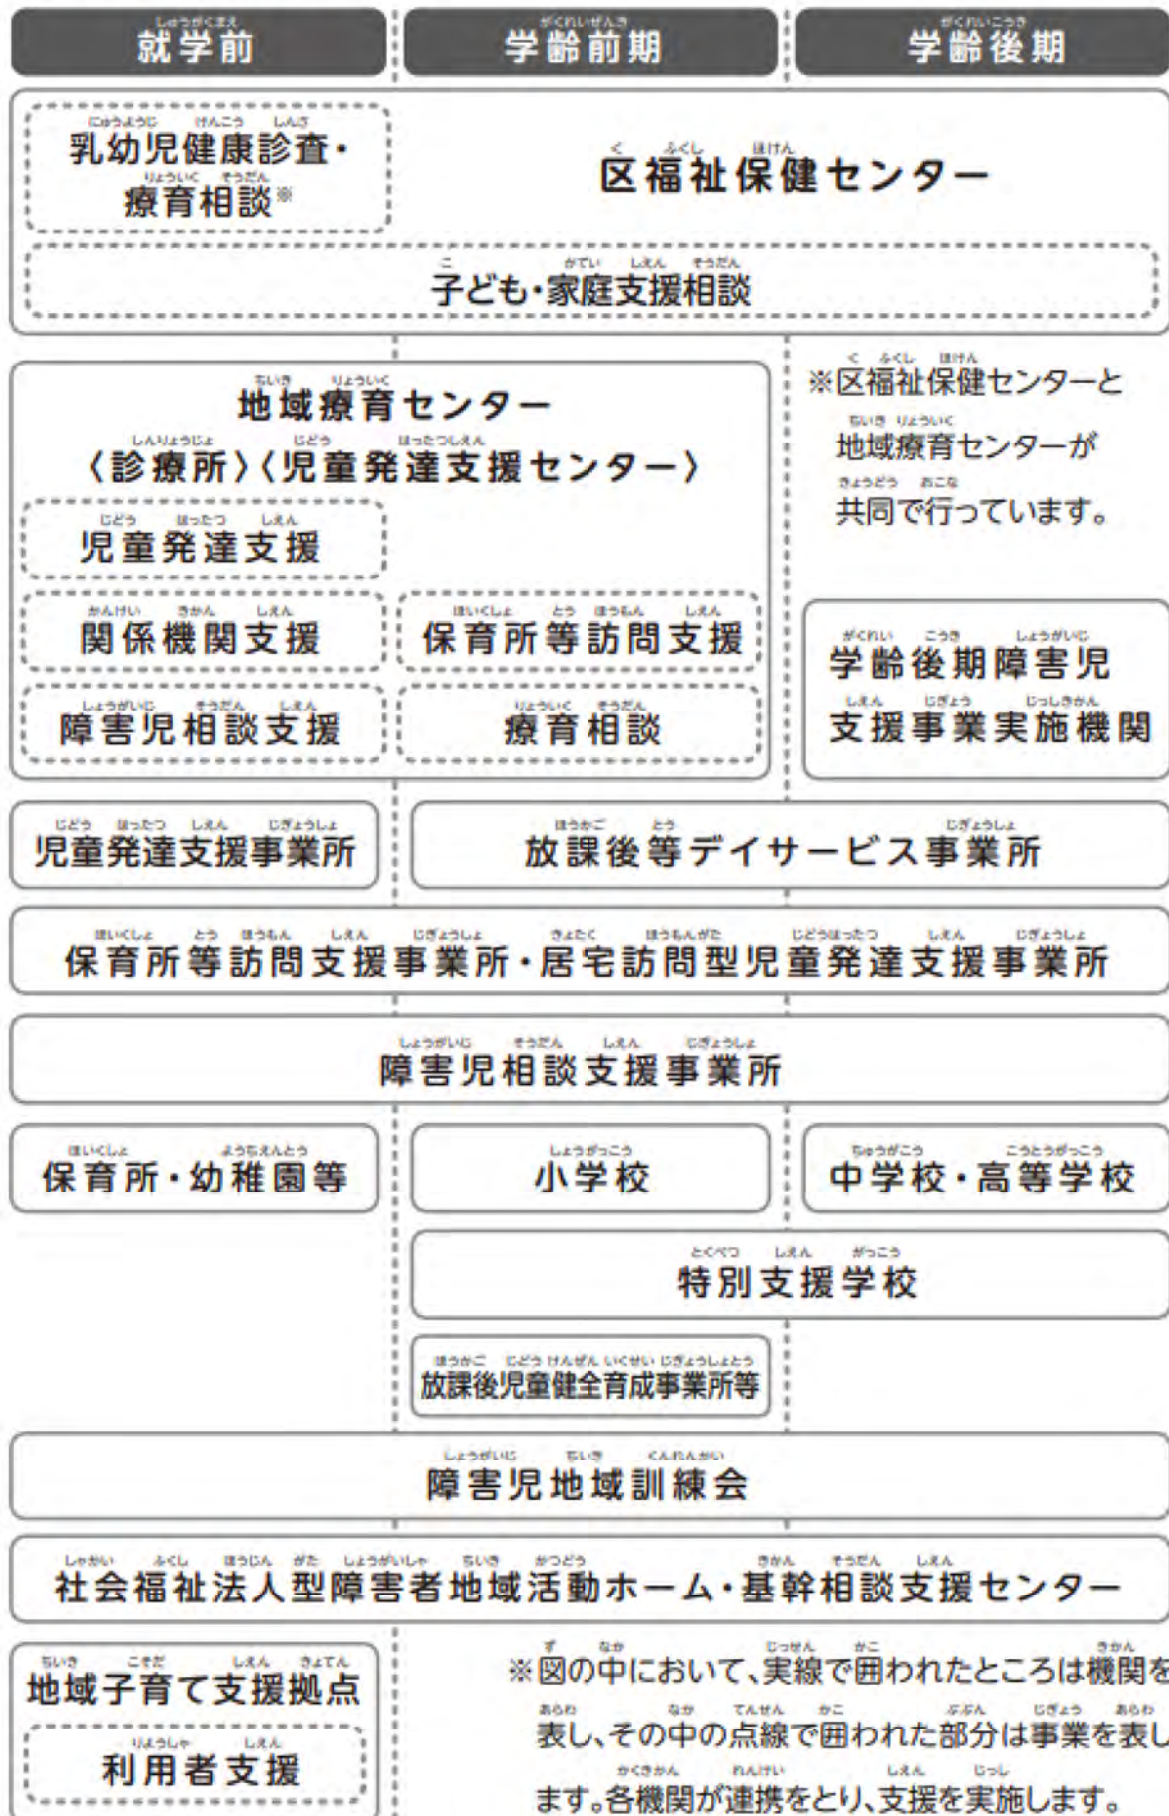 就学前 学齢前期 学齢後期
乳幼児健康診査・
療育相談※
区福祉保健センター
子ども・家庭支援相談
地域療育センター
〈診療所〉〈児童発達支援センター〉
児童発達支援
関係機関支援
保育所等訪問支援
障害児相談支援
療育相談
※区福祉保健センターと
地域療育センターが
共同で行っています。
学齢後期障害児
支援事業実施機関
児童発達支援事業所
放課後等デイサービス事業所
保育所等訪問支援事業所・居宅訪問型児童発達支援事業所
障害児相談支援事業所
保育所・幼稚園等
小学校
中学校・高等学校
特別支援学校
放課後児童健全育成事業所等
障害児地域訓練会
社会福祉法人型障害者地域活動ホーム・基幹相談支援センター
地域子育て支援拠点
利用者支援
※図の中において、実線で囲われたところは機関を
表し、その中の点線で囲われた部分は事業を表し
ます。各機関が連携をとり、支援を実施します。